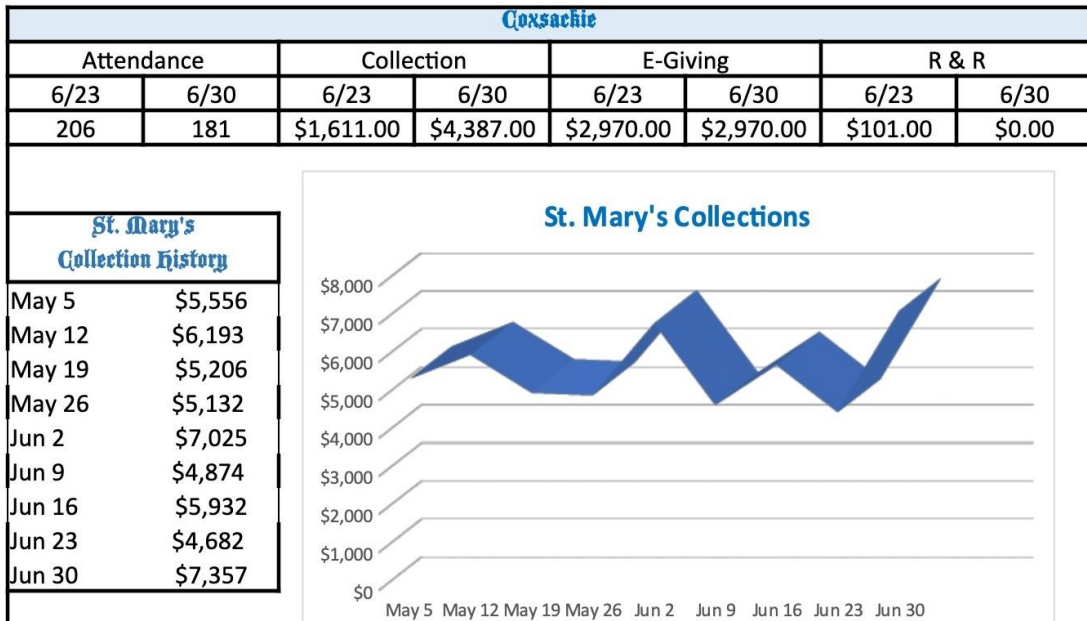 Coxsackie
Attendance Collection E-Giving R & R
6/23 6/30 6/23 6/30 6/23 6/30 6/23 6/30
206 181 $1,611.00 $4,387.00 $2,970.00 $2,970.00 $101.00 $0.00
St. Mary's
Collection History
May 5 $5,556
May 12 $6,193
May 19 $5,206
May 26 $5,132
Jun 2 $7,025
Jun 9 $4,874
Jun 16 $5,932
Jun 23 $4,682
Jun 30 $7,357
St. Mary's Collections
$8,000
$7,000
$6,000
$5,000
$4,000
$3,000
$2,000
$1,000
$0
May 5 May 12 May 19 May 26 Jun 2 Jun 9 Jun 16 Jun 23 Jun 30